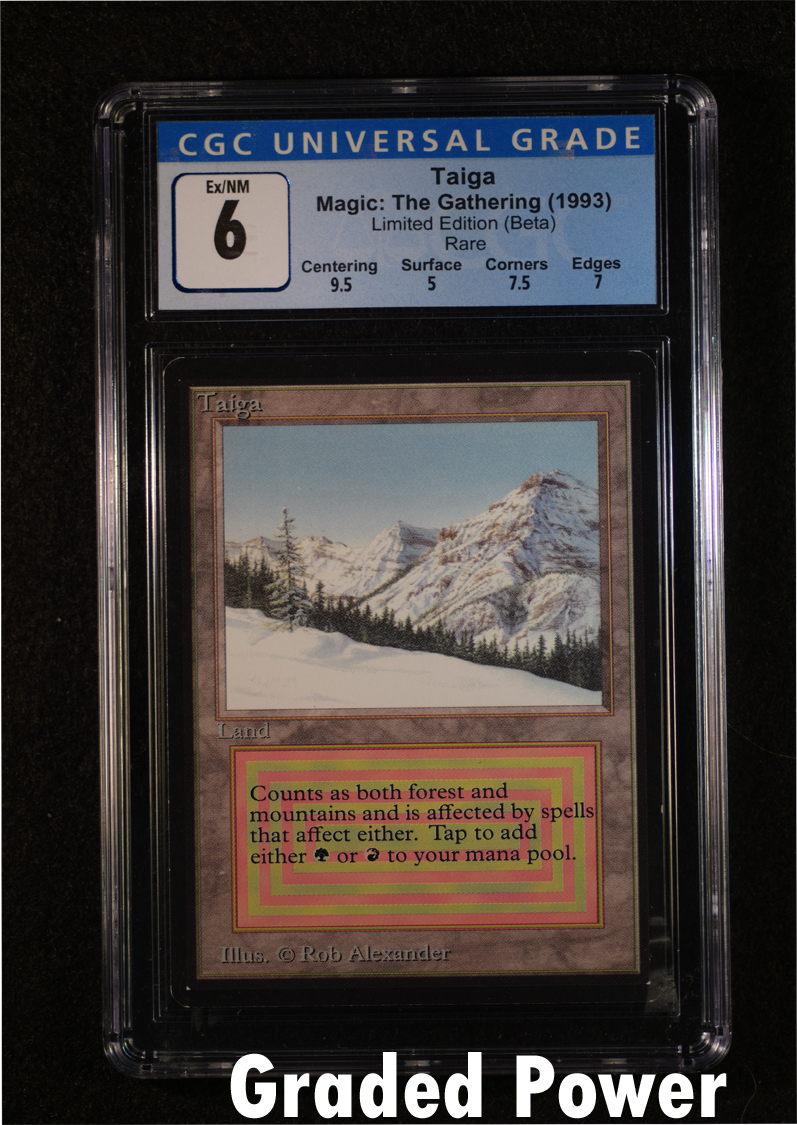 CGC UNIVERSAL GRADE
Ex/NM
6
Taiga
Magic: The Gathering (1993)
Limited Edition (Beta)
Rare
Centering Surface Corners Edges
9.5 5 7.5 7
Taiga
Land
Counts as both forest and
mountains and is affected by spells
that affect either. Tap to add
either or to your mana pool.
Illus. © Rob Alexander
Graded Power